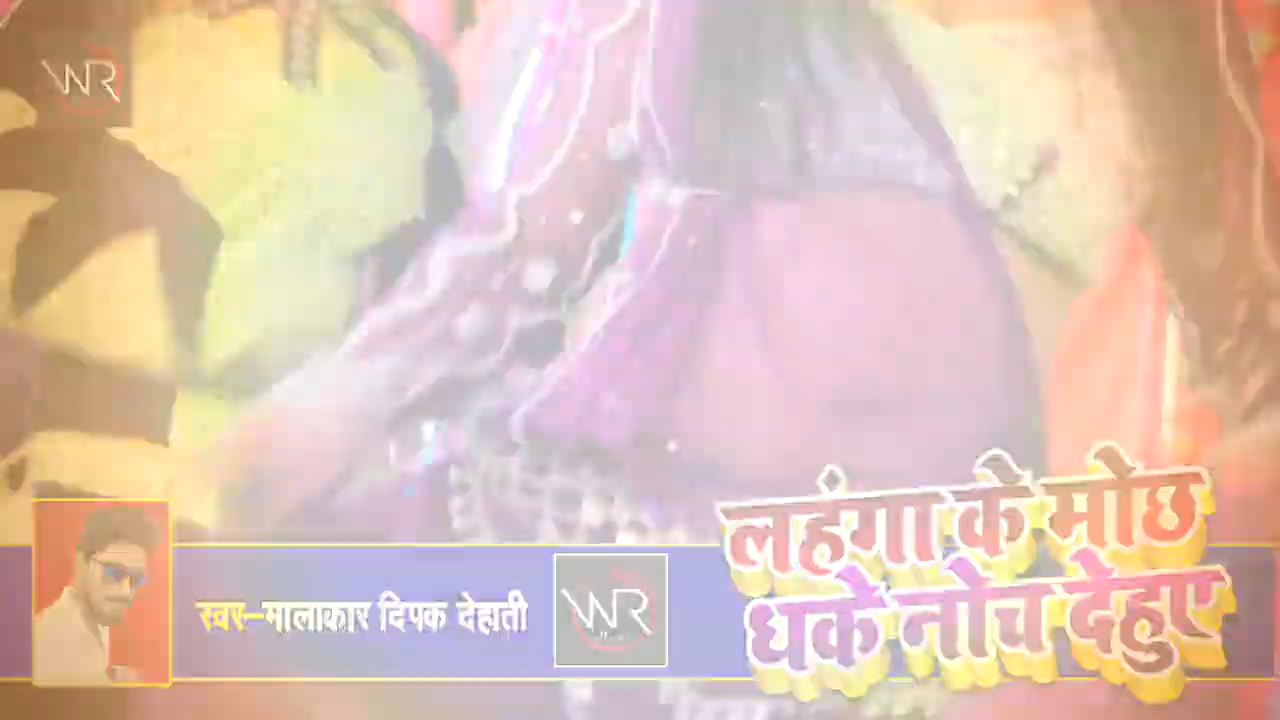 WR
लहंगा के मोछ
धके नोच देहुए
स्वर–मालाकार दिपक देहाती
WR